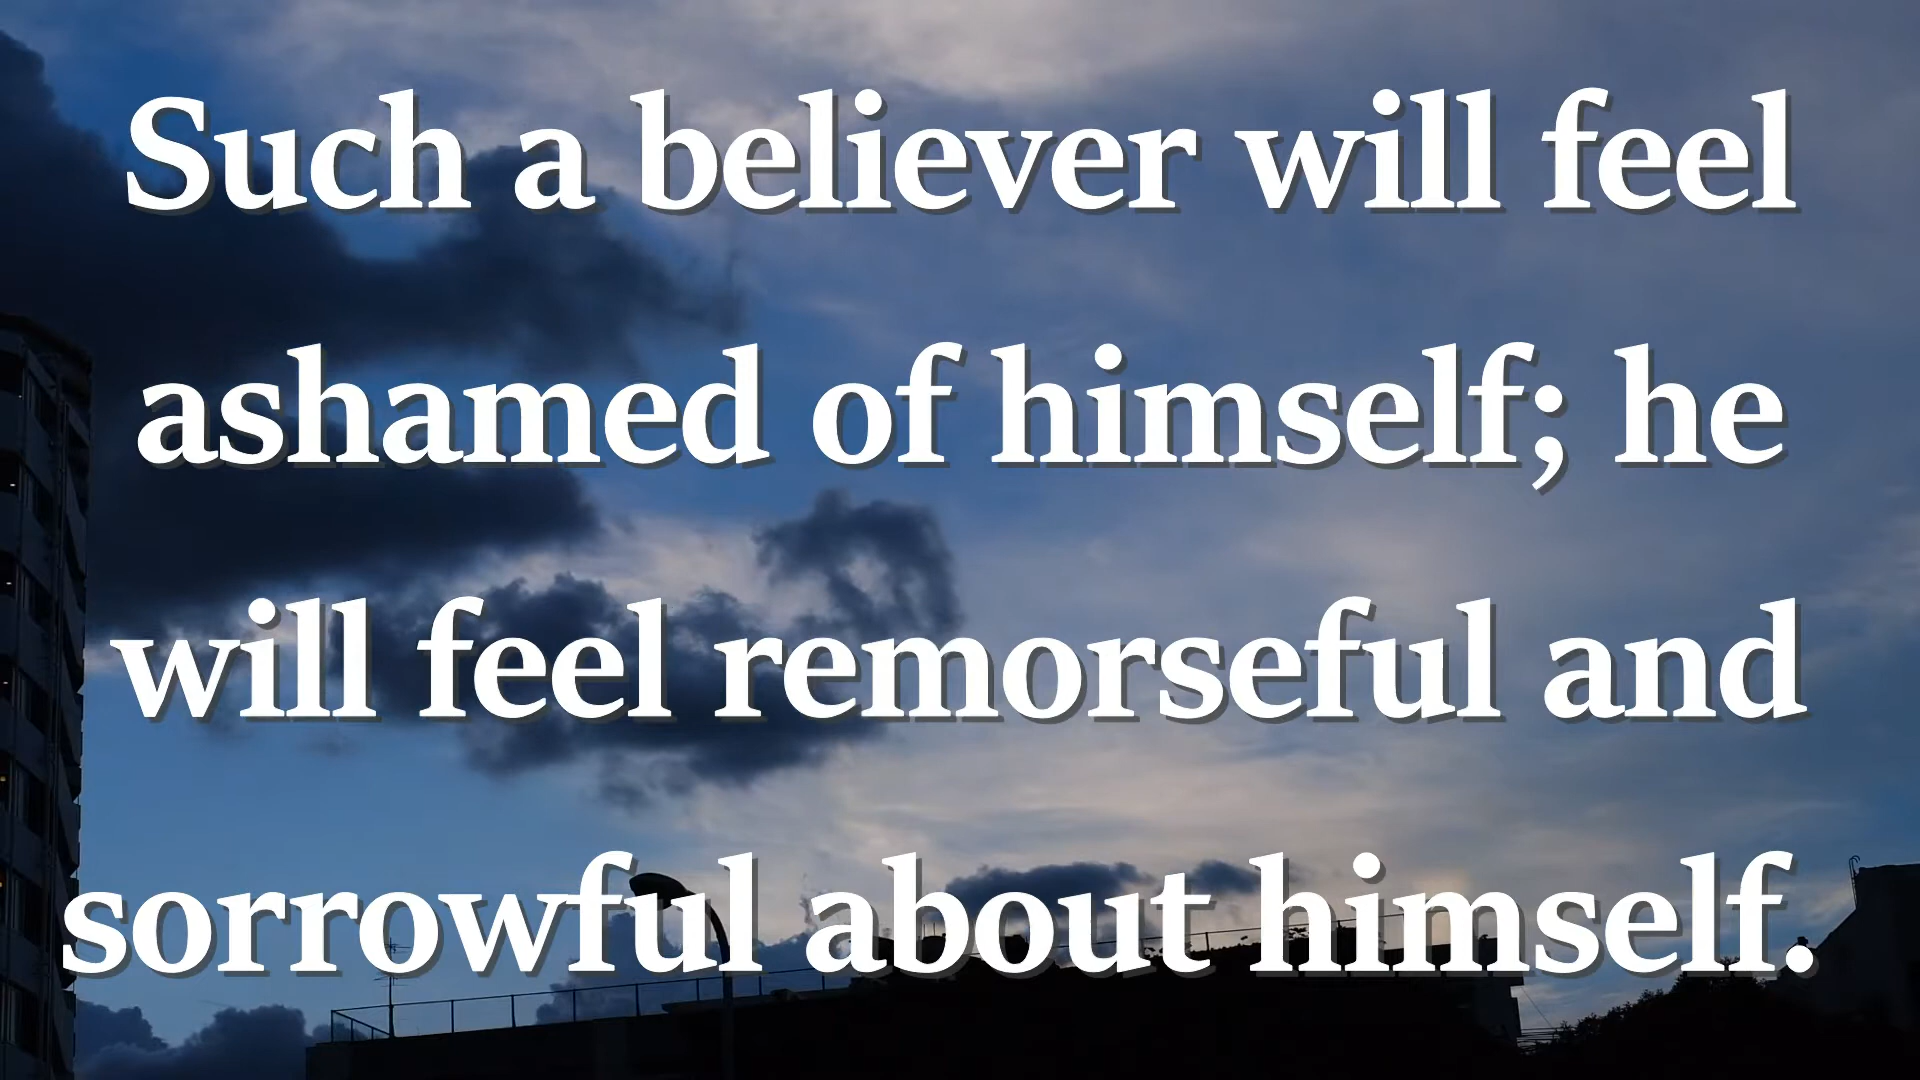 Such a believer will feel
ashamed of himself; he
will feel remorseful and
sorrowful about himself.